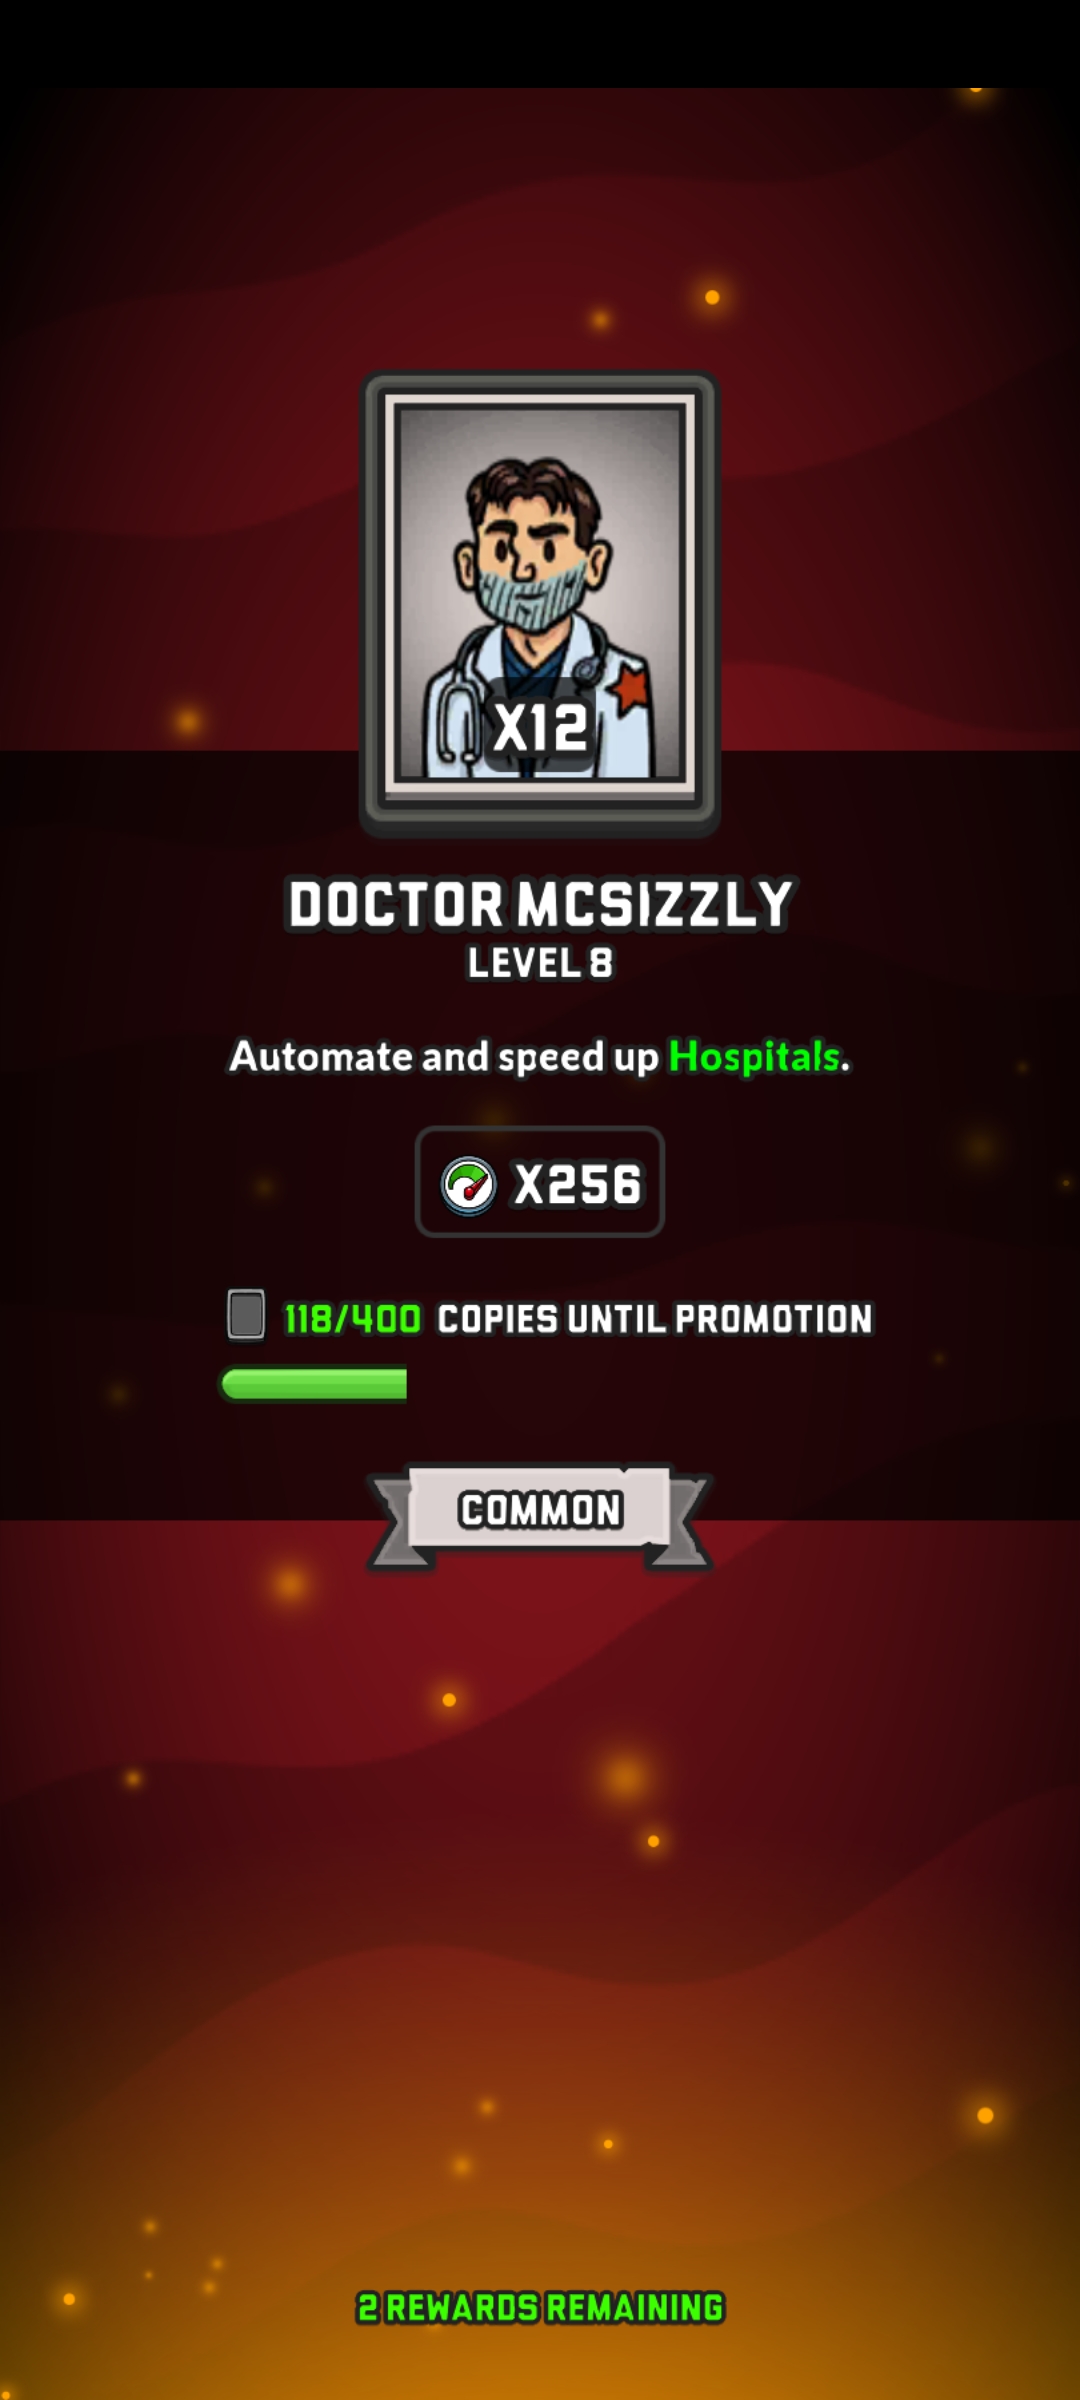 X12
DOCTOR MCSIZZLY
LEVEL 8
Automate and speed up Hospitals.
X256
118/400 COPIES UNTIL PROMOTION
COMMON
2 REWARDS REMAINING